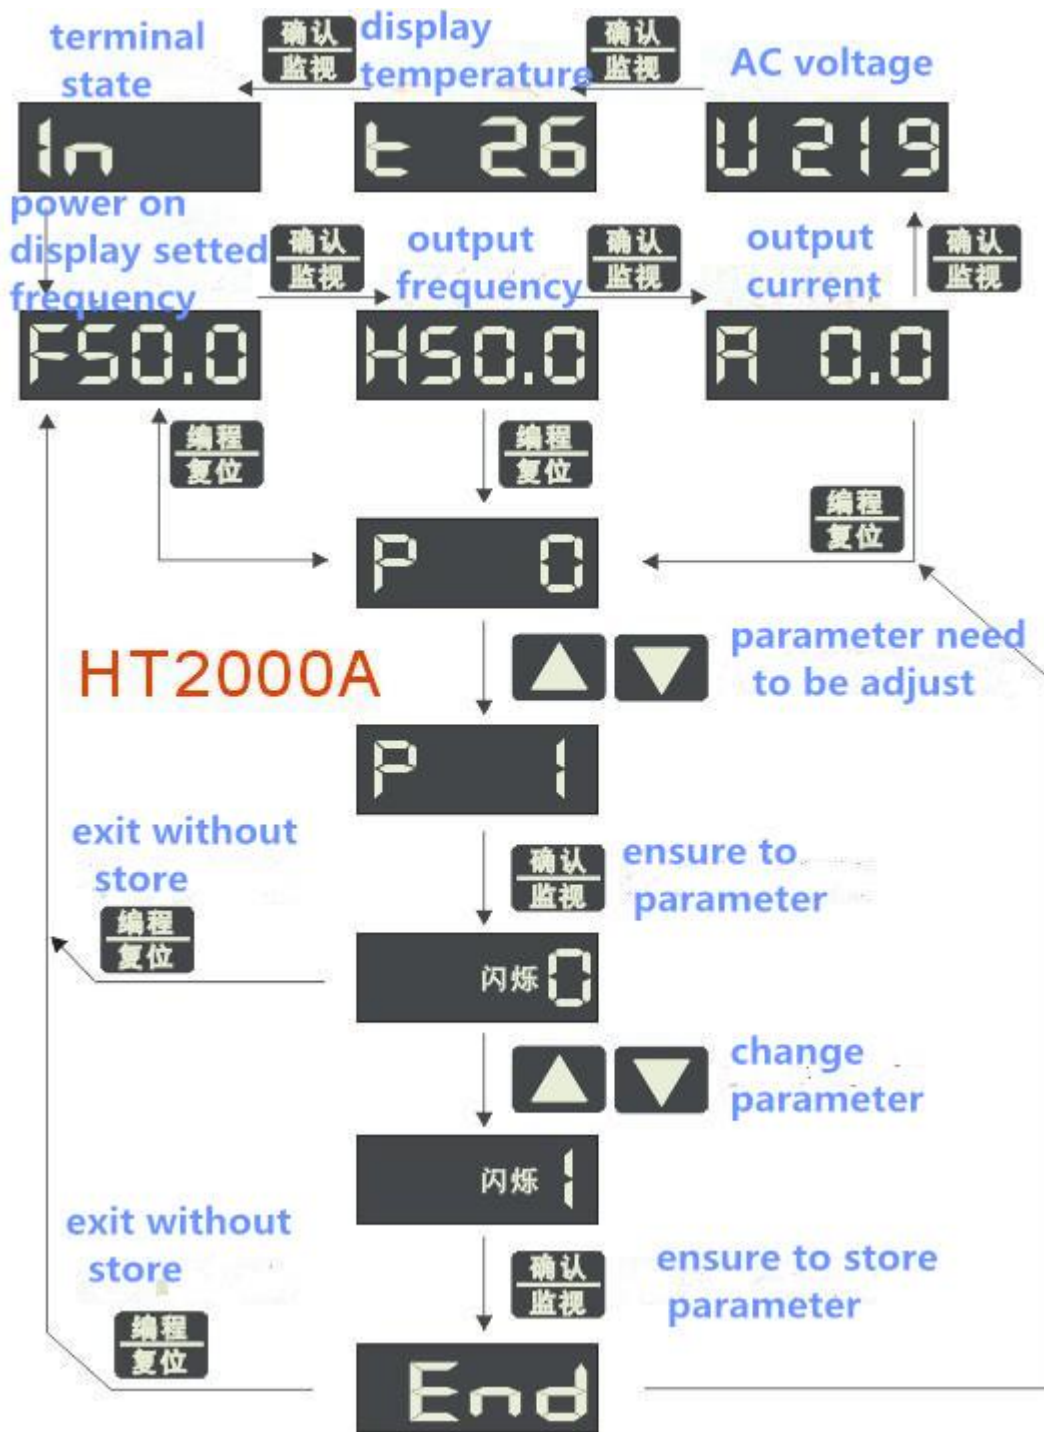 terminal
state
确认
监视
display
temperature
确认
监视
AC voltage
In
t 26
U 219
power on
display setted
frequency
确认
监视
output
frequency
确认
监视
output
current
确认
监视
F50.0
H50.0
A 0.0
编程
复位
编程
复位
编程
复位
P 0
HT2000A
parameter need
to be adjust
P 1
exit without
store
编程
复位
确认
监视
ensure to
parameter
闪烁 0
change
parameter
闪烁 1
exit without
store
编程
复位
确认
监视
ensure to store
parameter
End